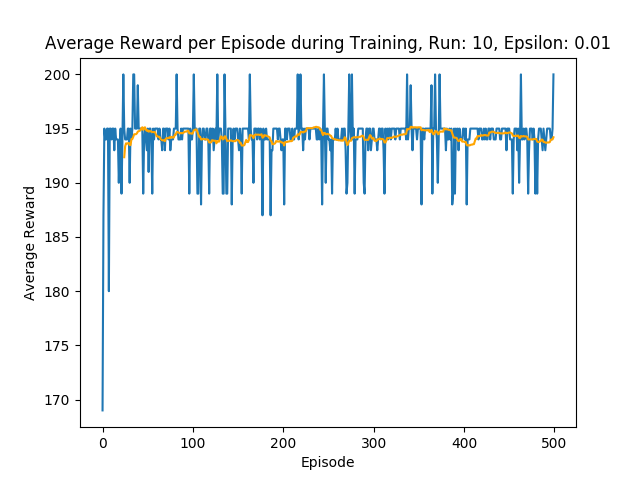 Average Reward per Episode during Training, Run: 10, Epsilon: 0.01
200
195
190
185
180
175
170
Average Reward
0 100 200 300 400 500
Episode